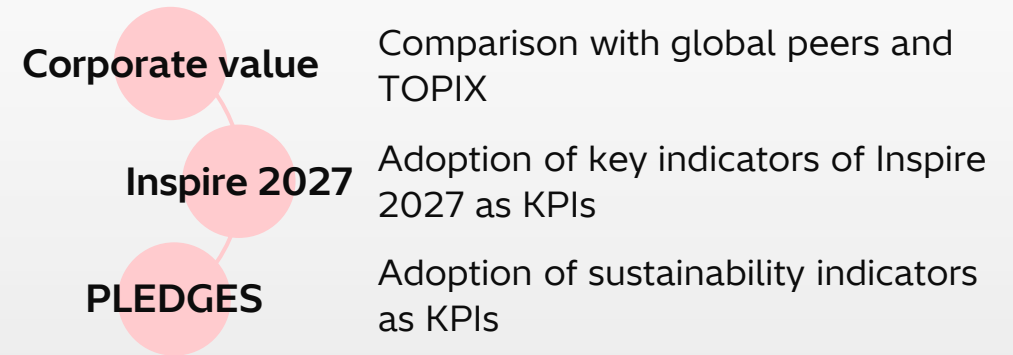 Corporate value
Comparison with global peers and
TOPIX
Inspire 2027
Adoption of key indicators of Inspire
2027 as KPIs
PLEDGES
Adoption of sustainability indicators
as KPIs